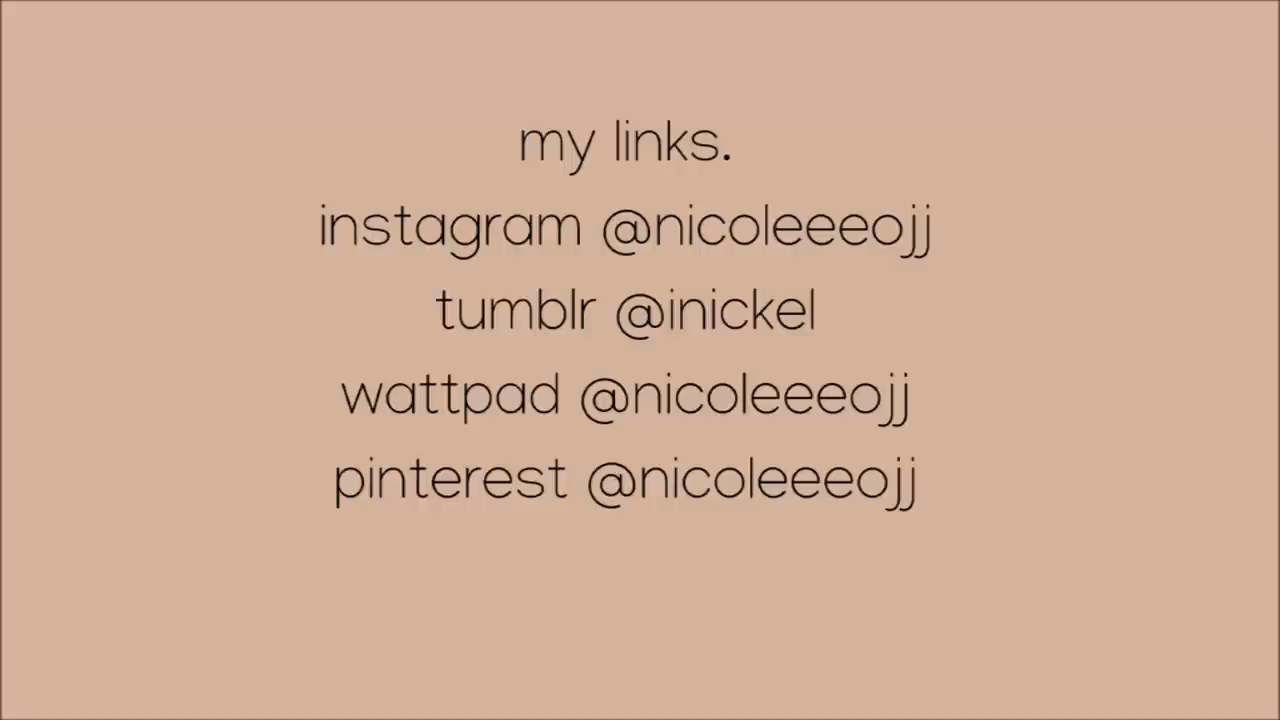 my links.
instagram @nicoleeeojj
tumblr @inickel
wattpad @nicoleeeojj
pinterest @nicoleeeojj